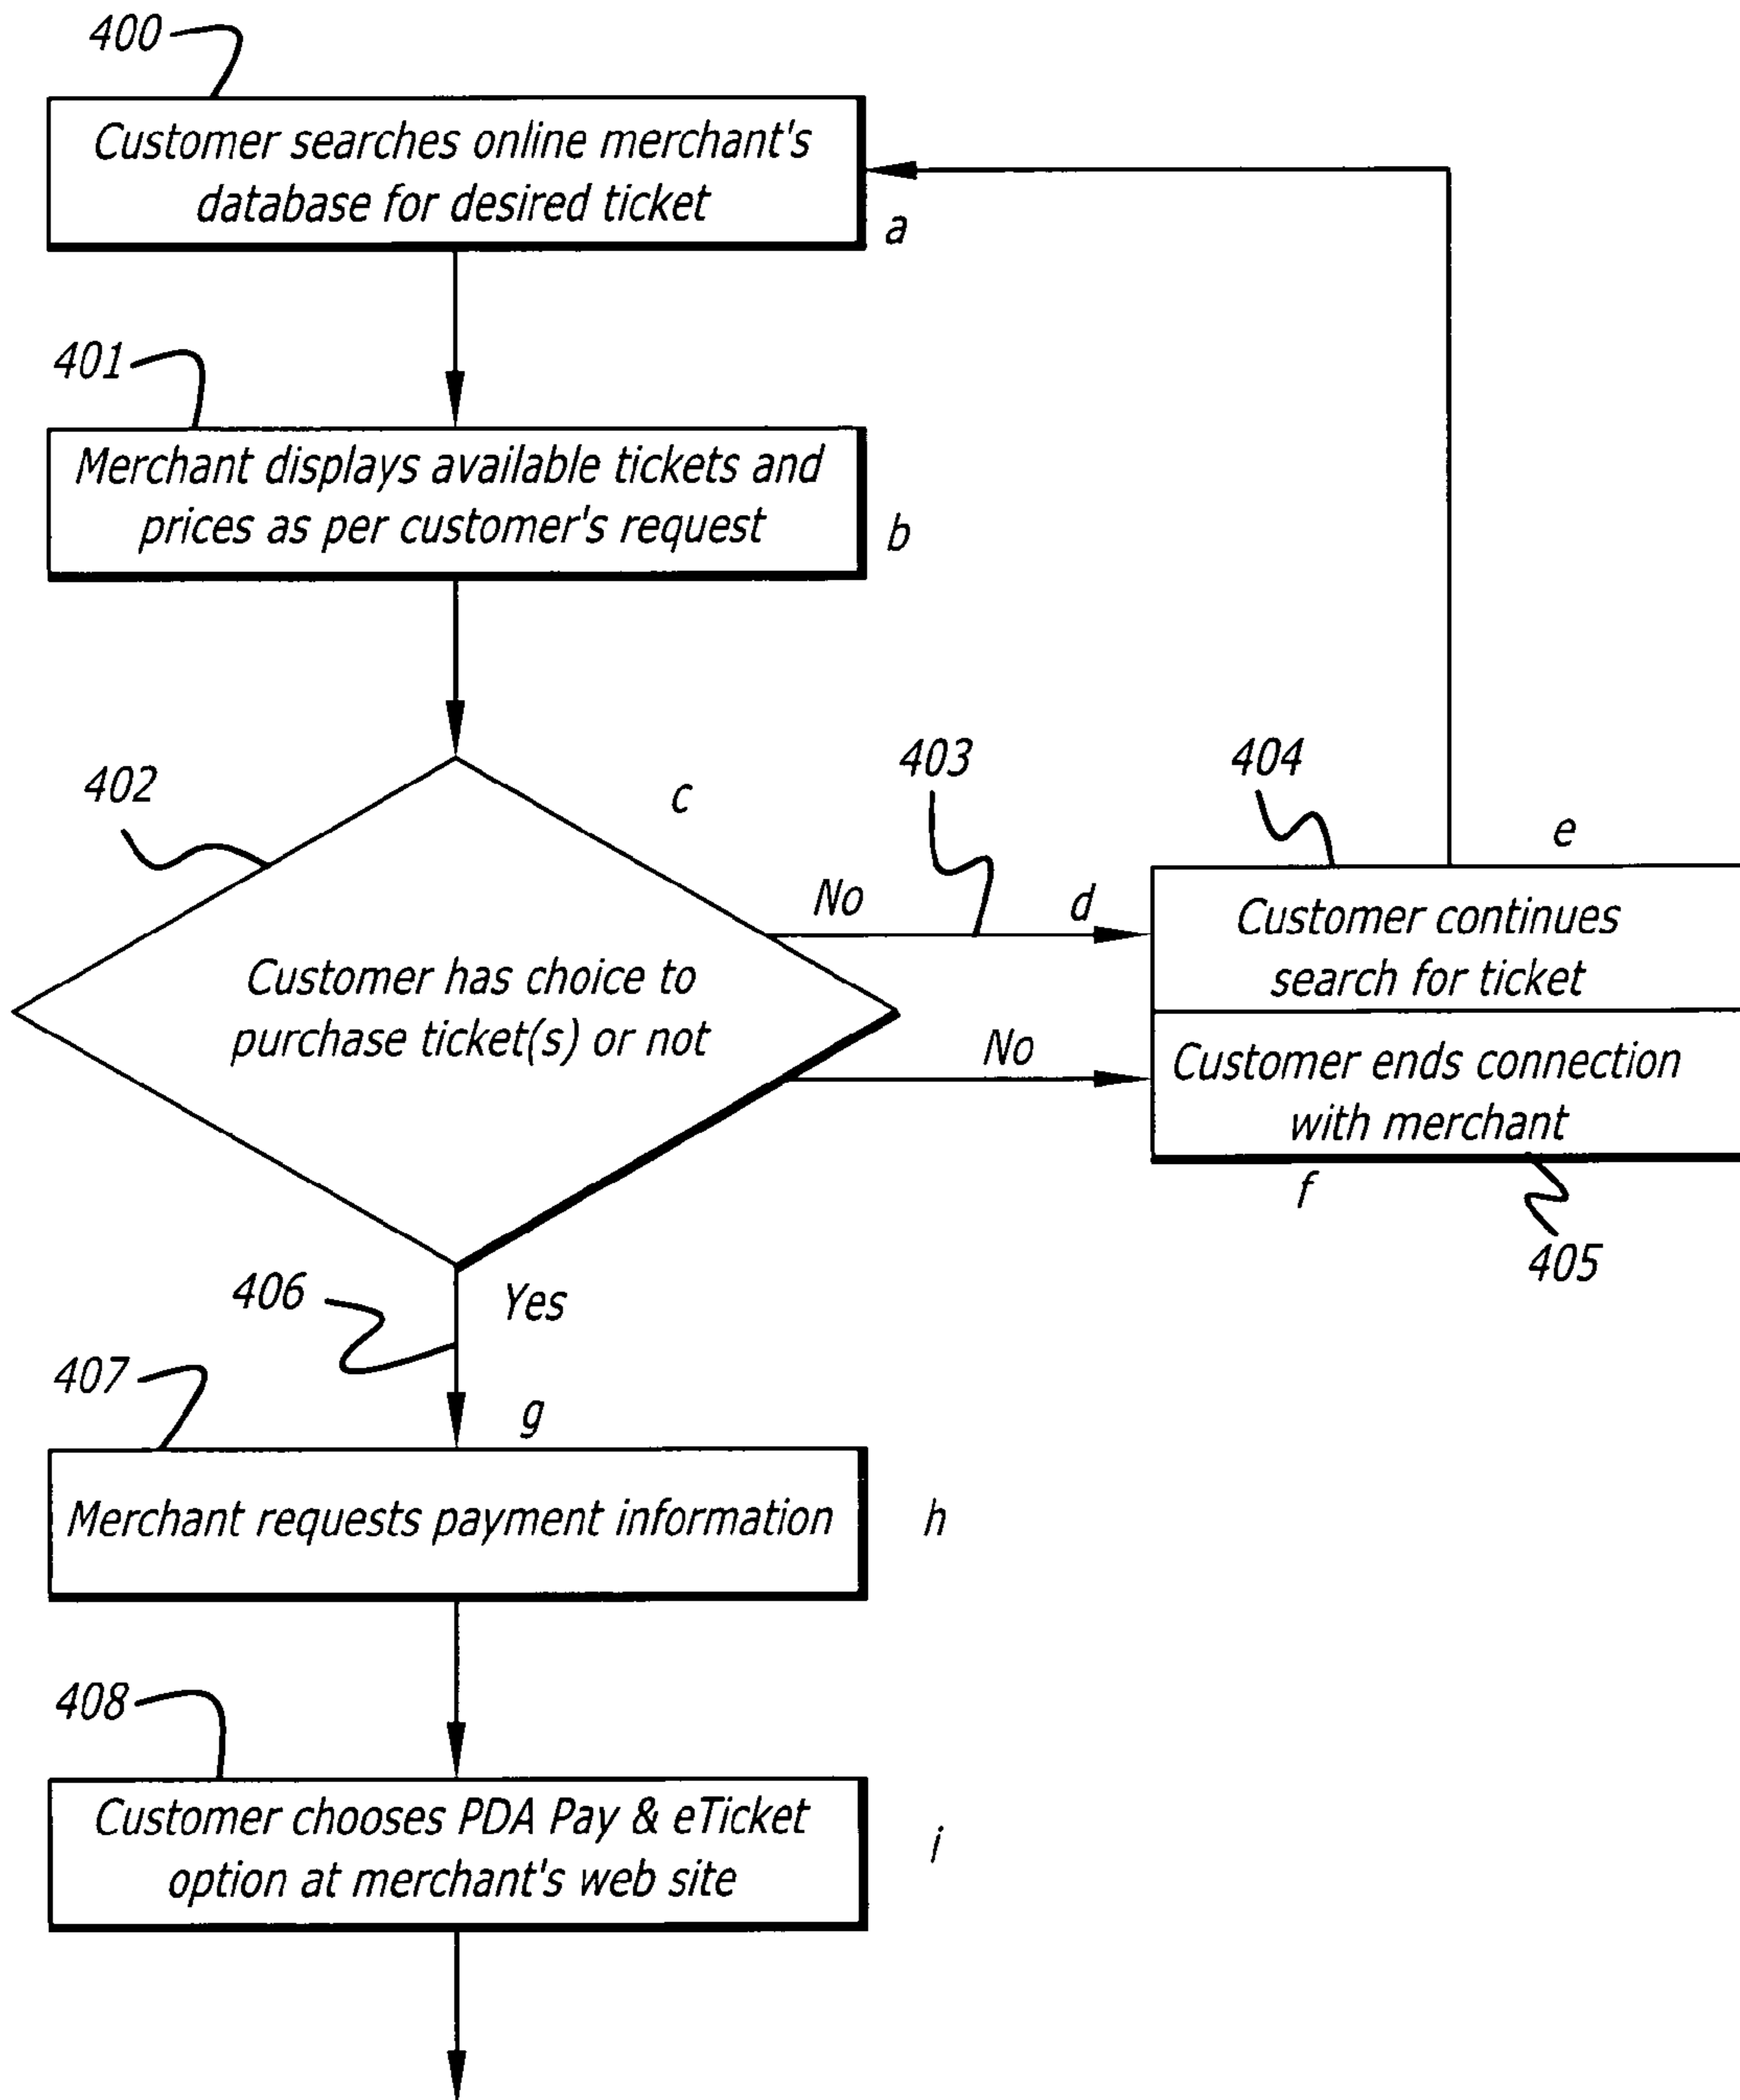 400
Customer searches online merchant's
database for desired ticket
a
401
Merchant displays available tickets and
prices as per customer's request
b
402
c
403
404
e
No
d
Customer continues
search for ticket
Customer has choice to
purchase ticket(s) or not
No
Customer ends connection
with merchant
f
405
406
Yes
407
g
Merchant requests payment information
h
408
Customer chooses PDA Pay & eTicket
option at merchant's web site
i